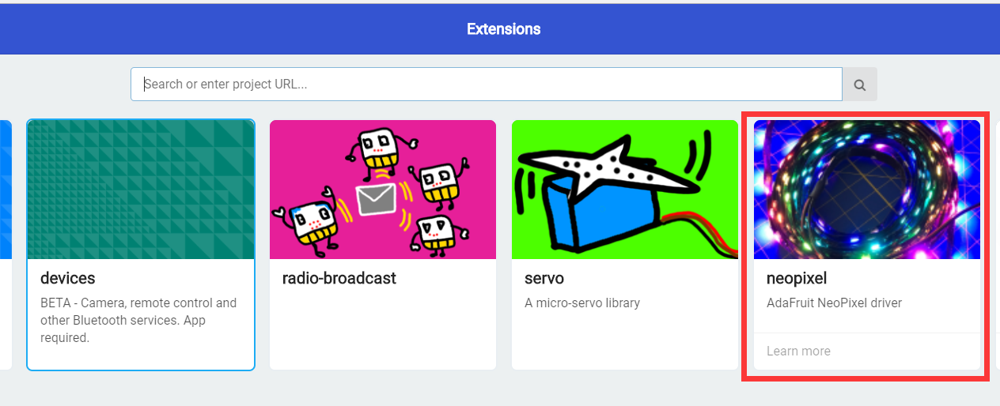 Extensions
Search or enter project URL...
devices
BETA - Camera, remote control and
other Bluetooth services. App
required.
radio-broadcast
servo
A micro-servo library
neopixel
AdaFruit NeoPixel driver
Learn more